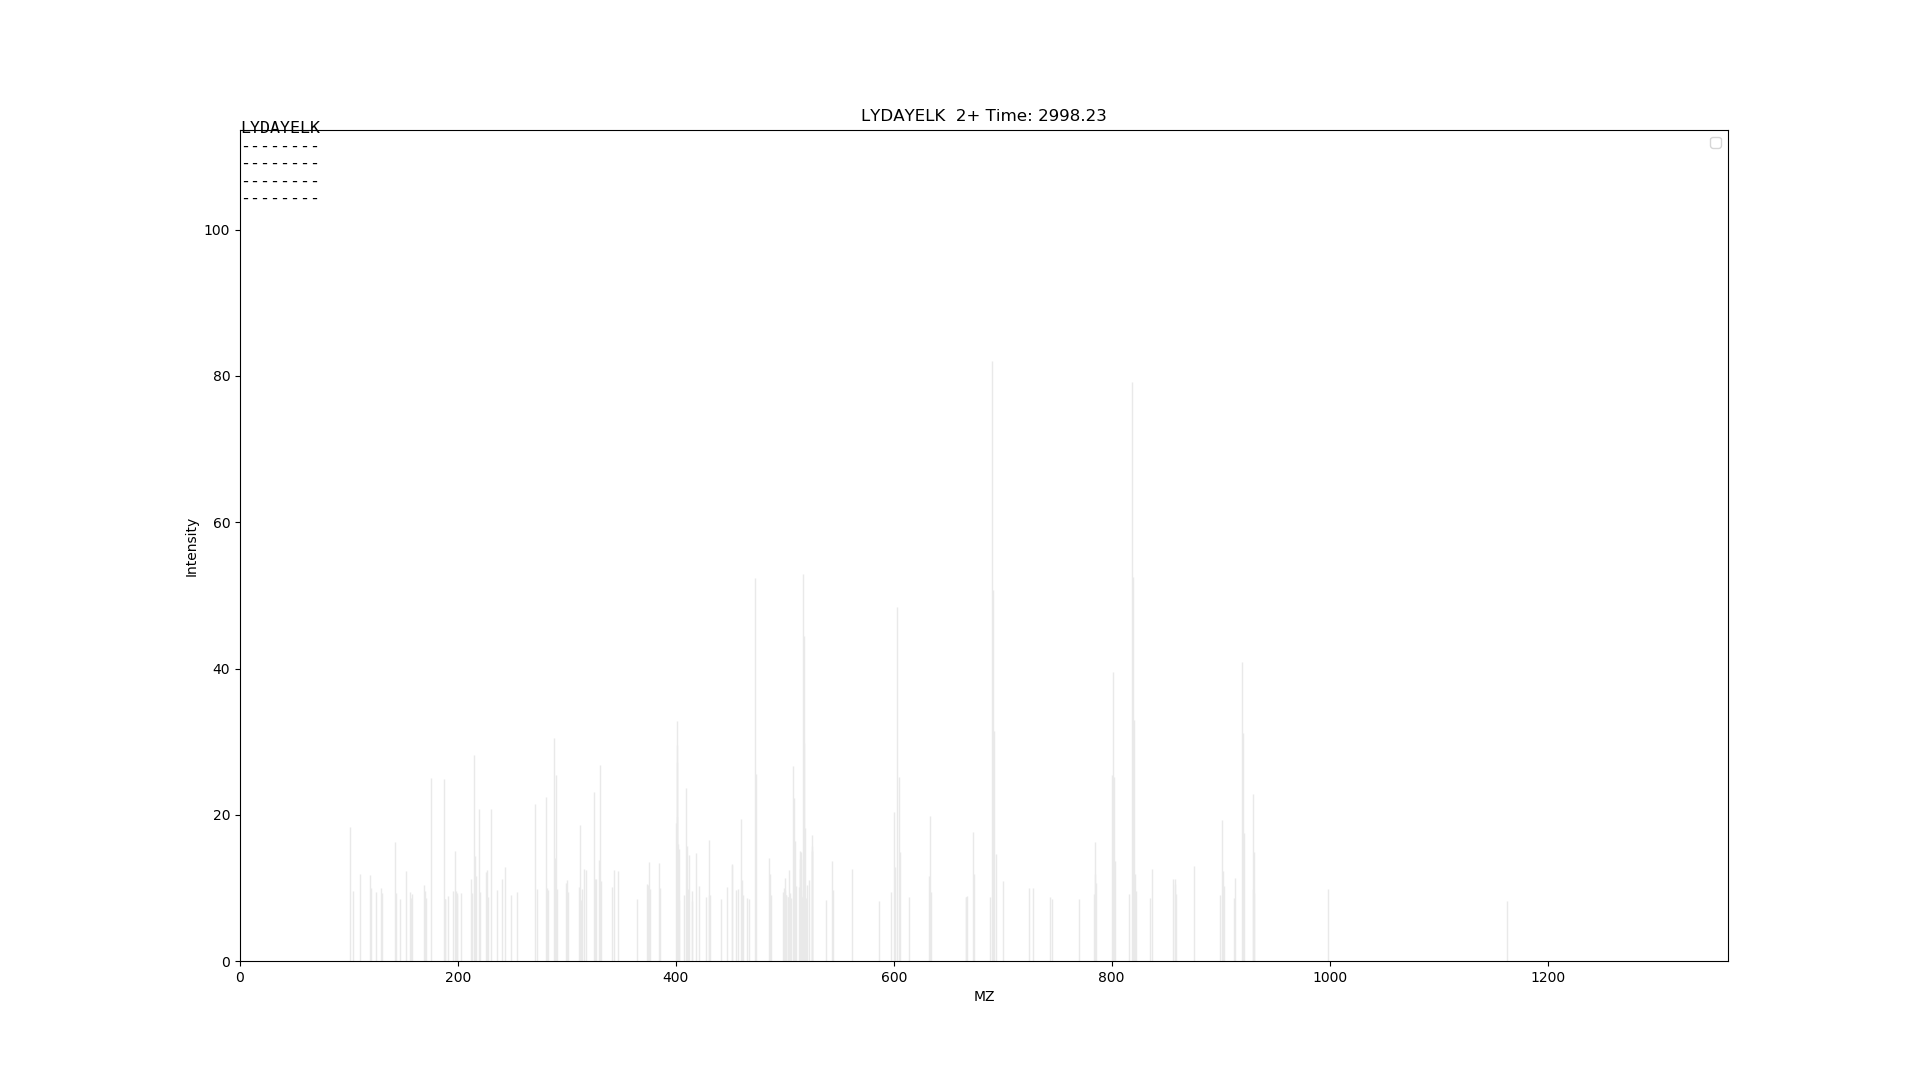 LYDAYELK  2+ Time: 2998.23
LYDAYELK
--------
--------
--------
--------
100
80
60
40
20
0
Intensity
0 200 400 600 800 1000 1200
MZ